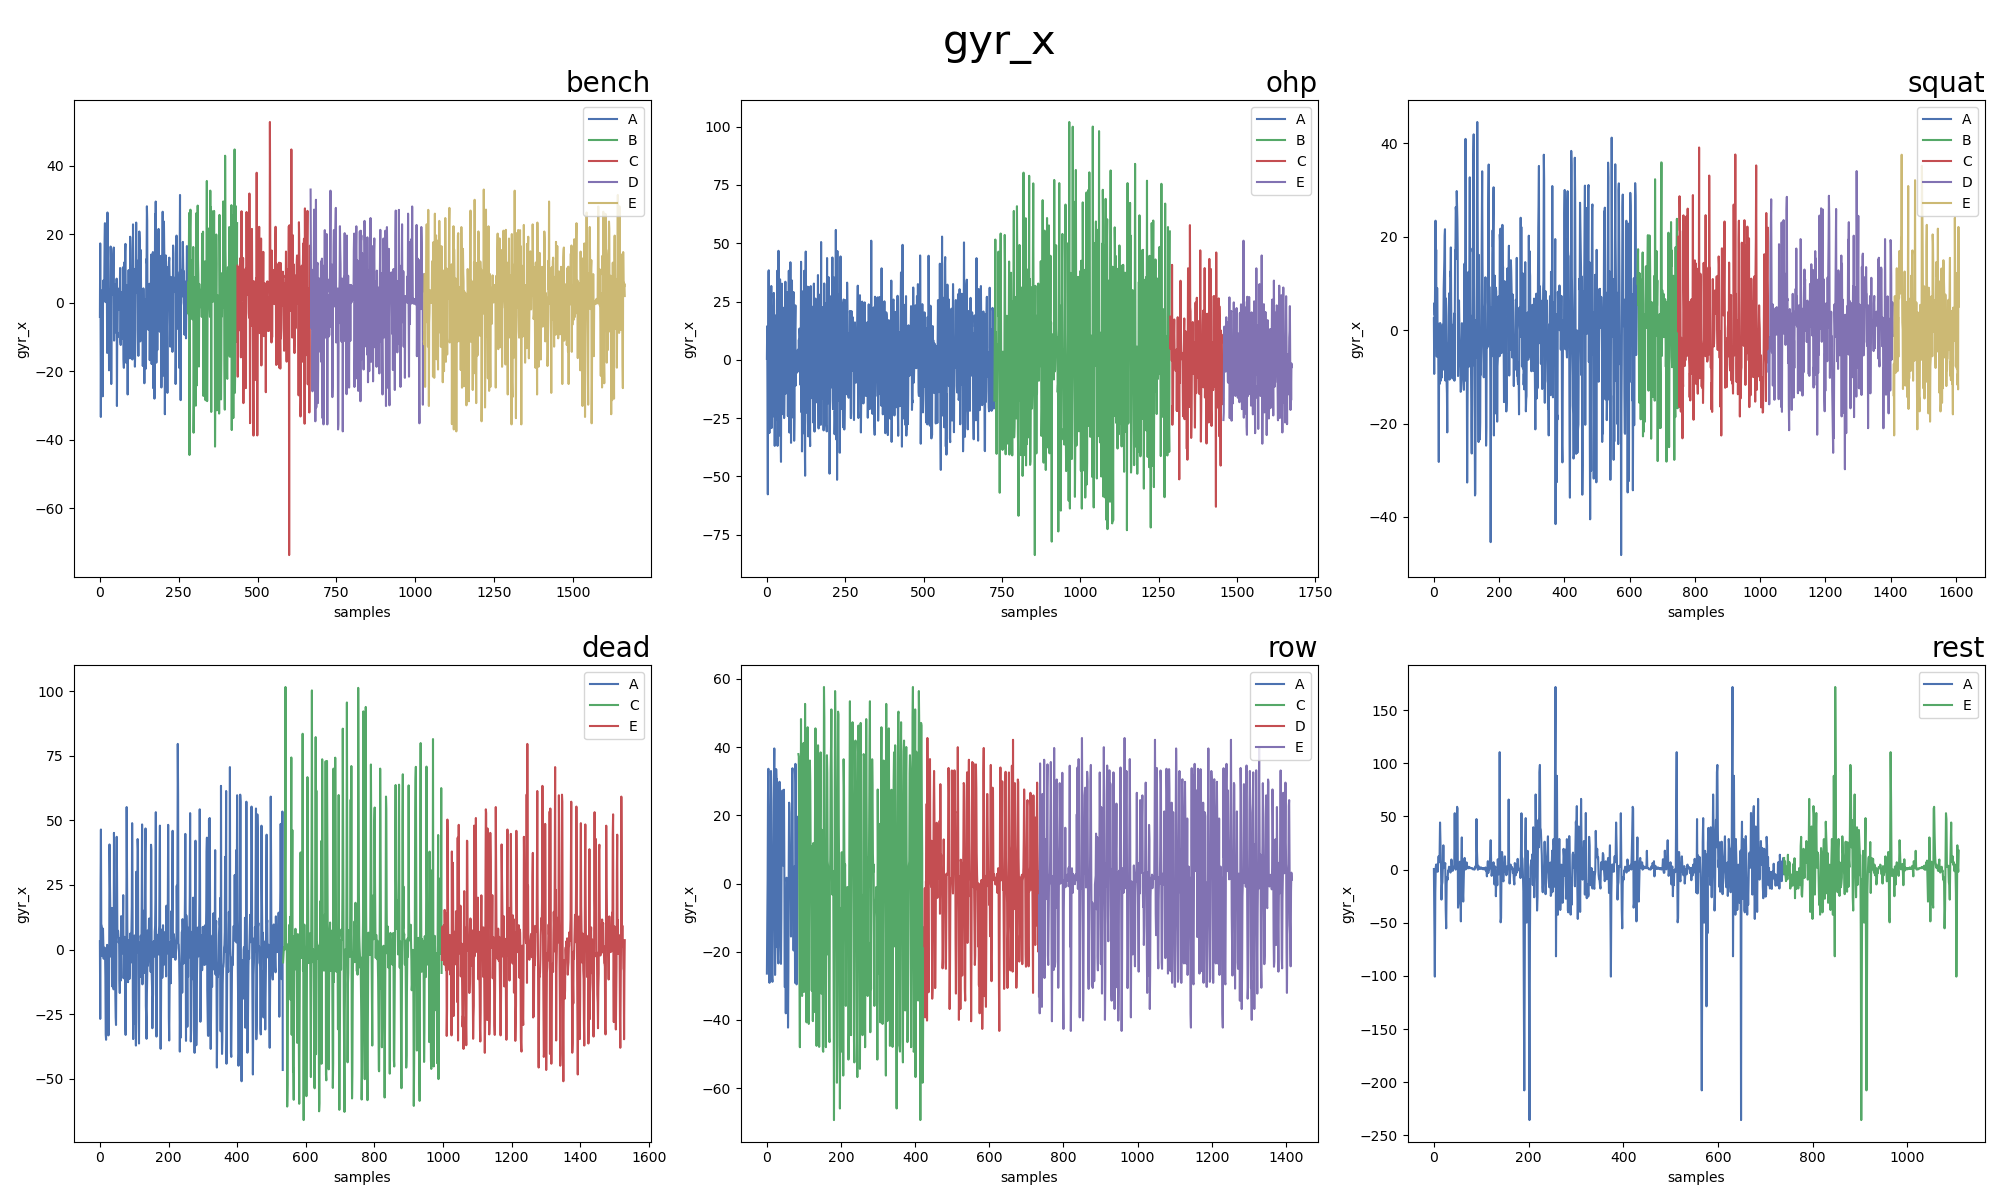 gyr_x
bench
gyr_x
40
20
0
−20
−40
−60
A
B
C
D
E
0 250 500 750 1000 1250 1500
samples
ohp
gyr_x
100
75
50
25
0
−25
−50
−75
A
B
C
E
0 250 500 750 1000 1250 1500 1750
samples
squat
gyr_x
40
20
0
−20
−40
A
B
C
D
E
0 200 400 600 800 1000 1200 1400 1600
samples
dead
gyr_x
100
75
50
25
0
−25
−50
A
C
E
0 200 400 600 800 1000 1200 1400 1600
samples
row
gyr_x
60
40
20
0
−20
−40
−60
A
C
D
E
0 200 400 600 800 1000 1200 1400
samples
rest
gyr_x
150
100
50
0
−50
−100
−150
−200
−250
A
E
0 200 400 600 800 1000
samples